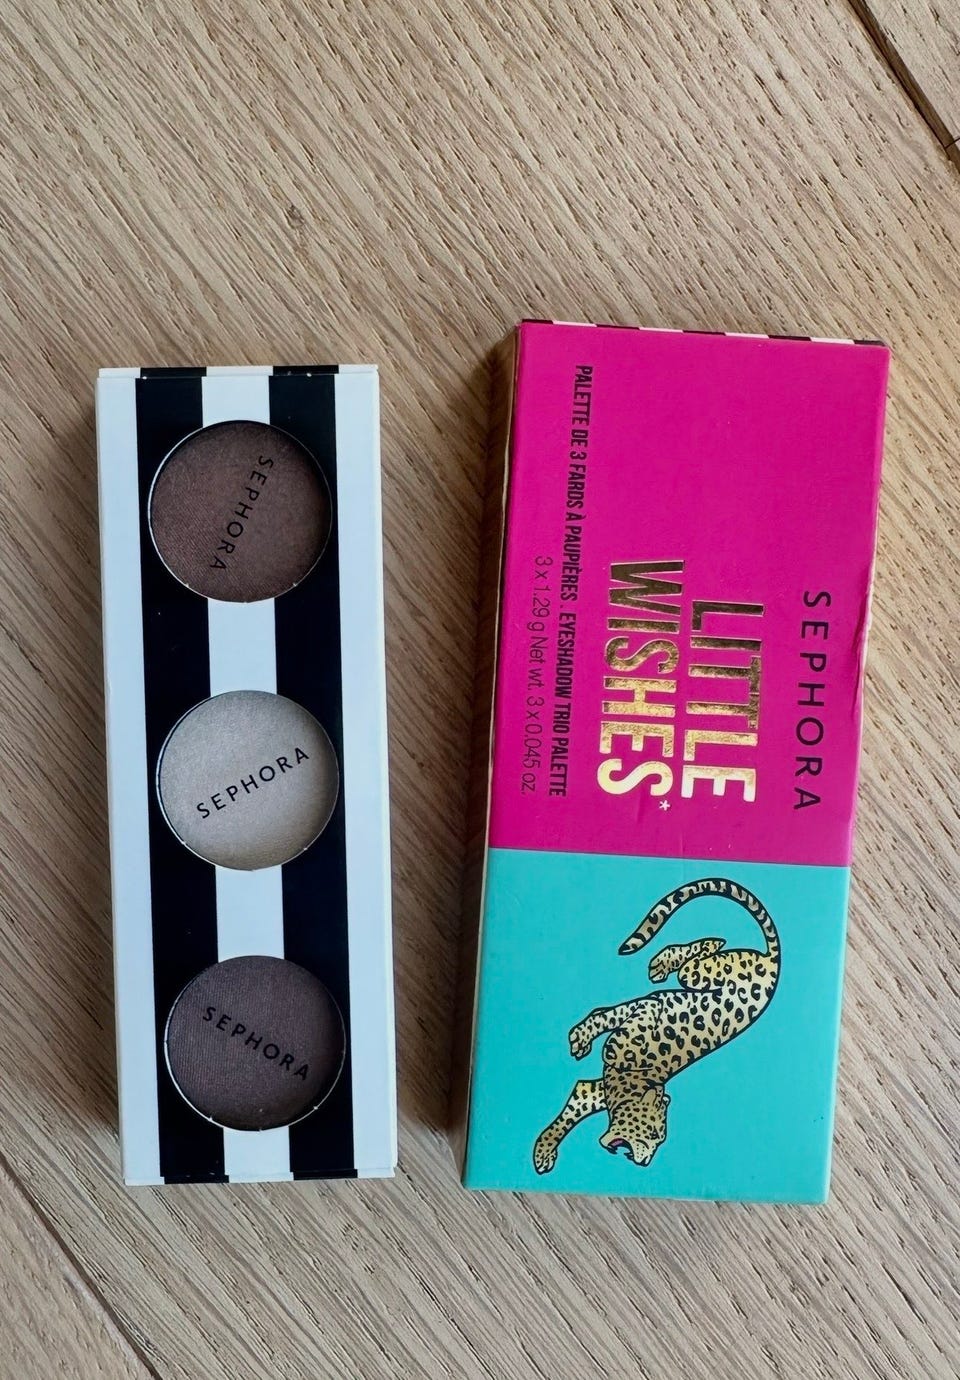 SEPHORA
SEPHORA
SEPHORA
SEPHORA
LITTLE
WISHES*
PALETTE DE 3 FARDS À PAUPIÈRES . EYESHADOW TRIO PALETTE
3 x 1.29 g Net wt. 3 x 0.045 oz.